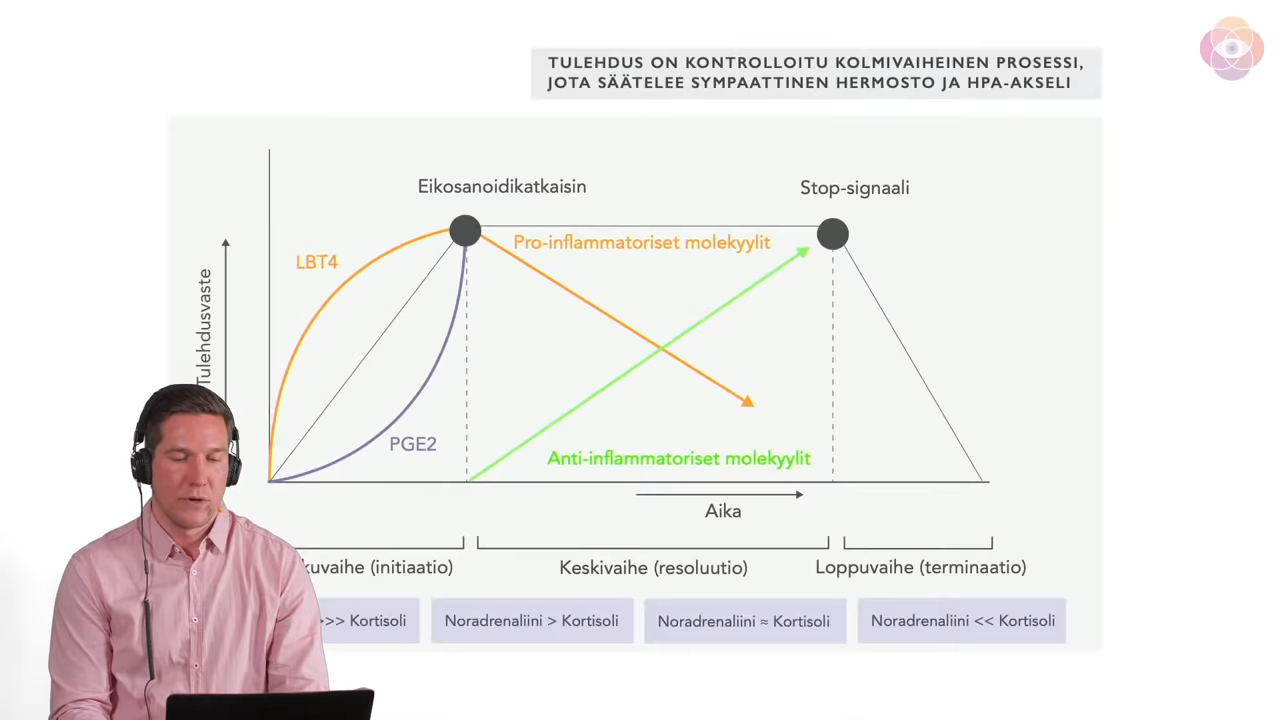 TULEHDUS ON KONTROLLOITU KOLMIVAIHEINEN PROSESSI,
JOTA SÄÄTELEE SYMPAATTINEN HERMOSTO JA HPA-AKSELI
Eikosanoidikatkaisin
Stop-signaali
Pro-inflammatoriset molekyylit
LBT4
Tulehdusvaste
PGE2
Anti-inflammatoriset molekyylit
Aika
(initiaatio)
Keskivaihe (resoluutio)
Loppuvaihe (terminaatio)
>>> Kortisoli
Noradrenaliini > Kortisoli
Noradrenaliini ≈ Kortisoli
Noradrenaliini << Kortisoli